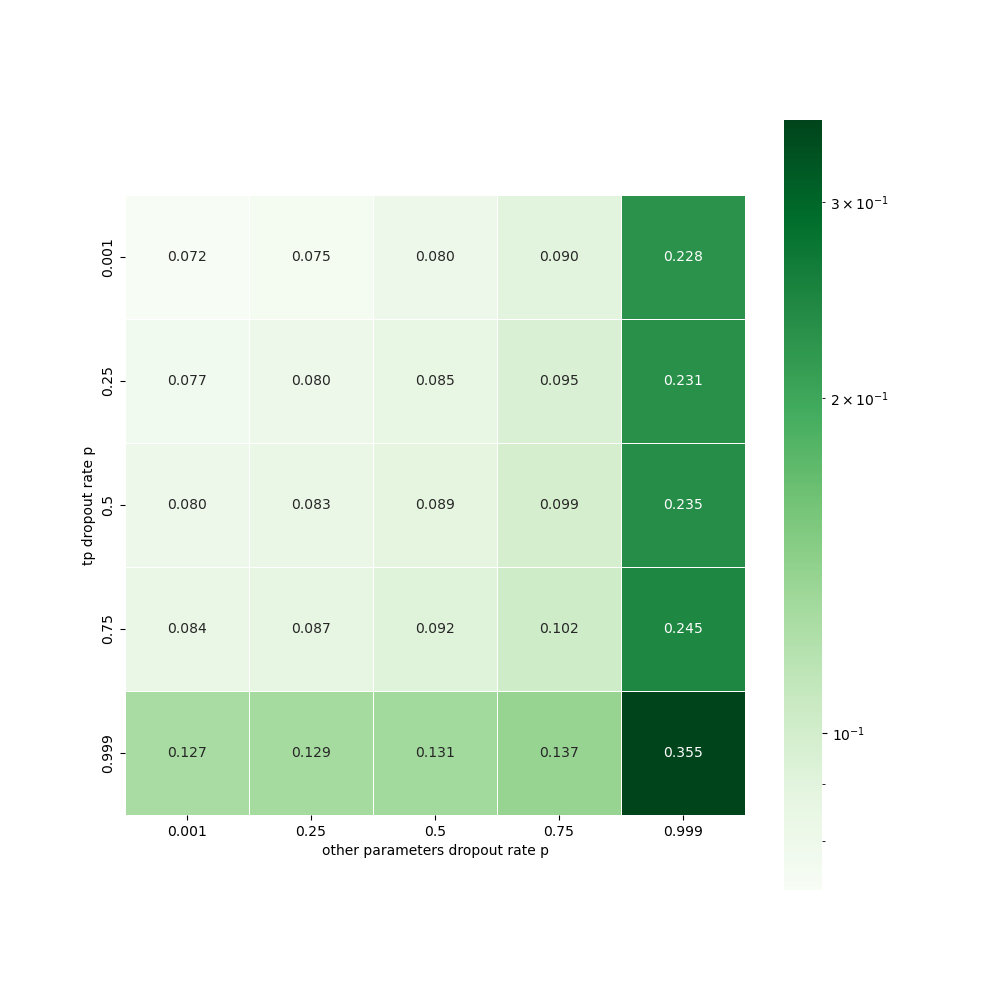 0.001 0.072 0.075 0.080 0.090 0.228
0.25 0.077 0.080 0.085 0.095 0.231
0.5 0.080 0.083 0.089 0.099 0.235
0.75 0.084 0.087 0.092 0.102 0.245
0.999 0.127 0.129 0.131 0.137 0.355
tp dropout rate p
0.001 0.25 0.5 0.75 0.999
other parameters dropout rate p
3 × 10⁻¹
2 × 10⁻¹
10⁻¹